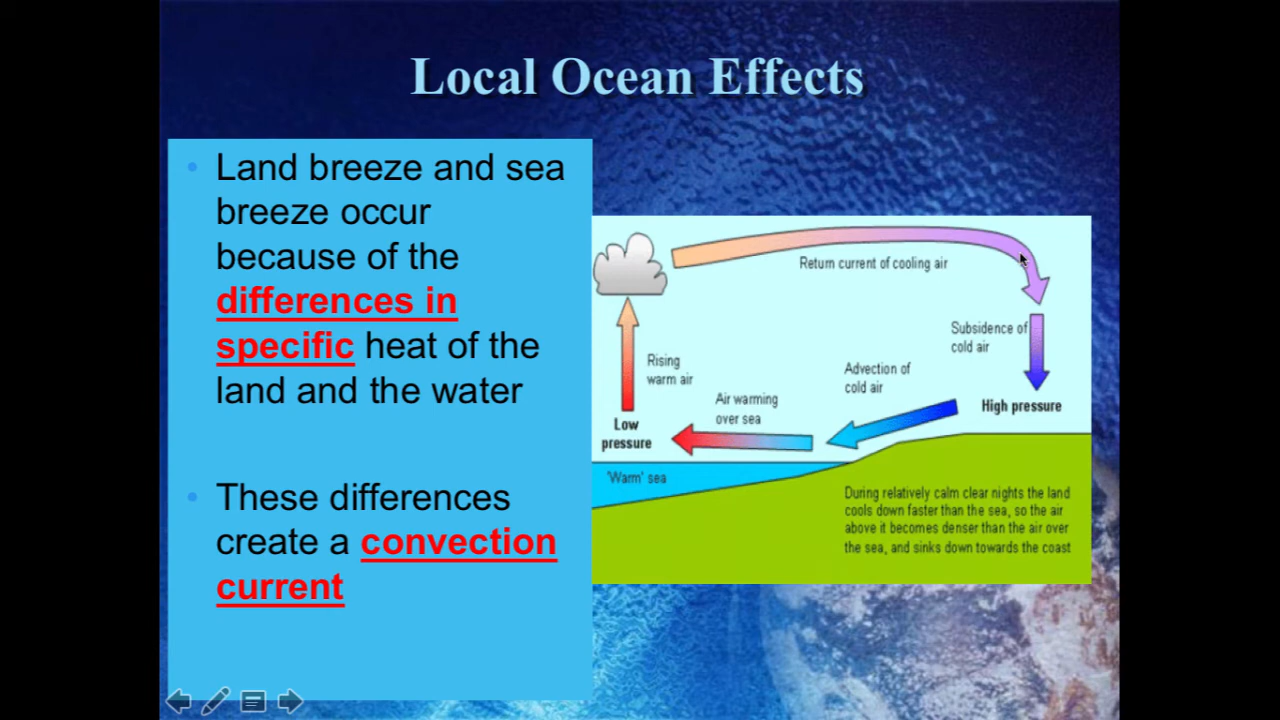 Local Ocean Effects
• Land breeze and sea
breeze occur
because of the
differences in
specific heat of the
land and the water
• These differences
create a convection
current
Return current of cooling air
Subsidence of
cold air
Rising
warm air
Advection of
cold air
Air warming
over sea
High pressure
Low
pressure
'Warm' sea
During relatively calm clear nights the land
cools down faster than the sea, so the air
above it becomes denser than the air over
the sea, and sinks down towards the coast